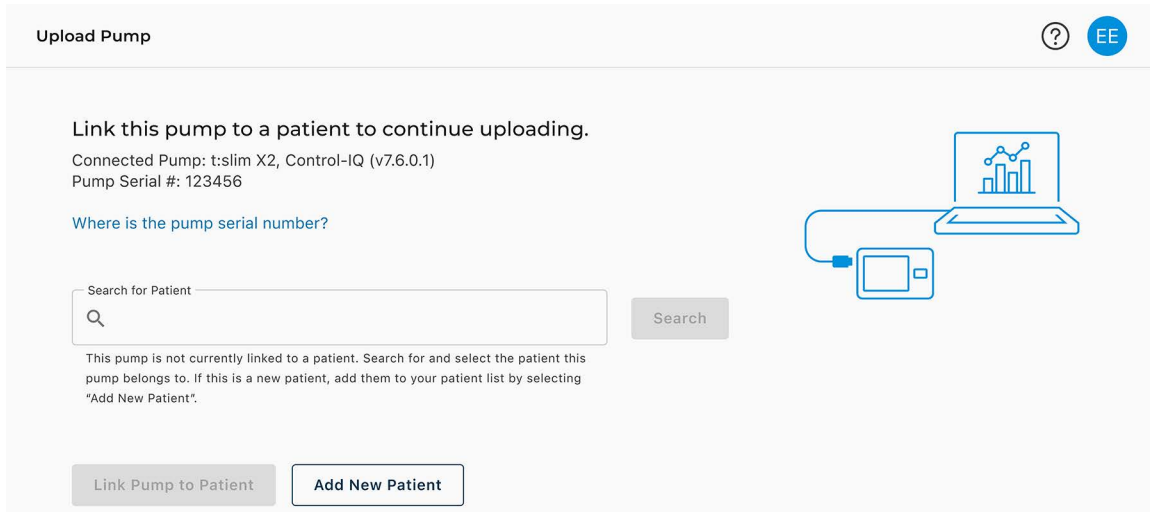 Upload Pump
?
EE
Link this pump to a patient to continue uploading.
Connected Pump: t:slim X2, Control-IQ (v7.6.0.1)
Pump Serial #: 123456
Where is the pump serial number?
Search for Patient
Search
This pump is not currently linked to a patient. Search for and select the patient this
pump belongs to. If this is a new patient, add them to your patient list by selecting
“Add New Patient”.
Link Pump to Patient
Add New Patient